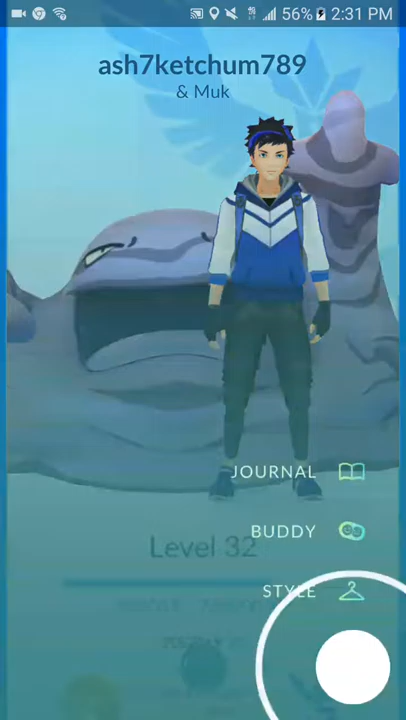 56% 2:31 PM
ash7ketchum789
& Muk
JOURNAL
BUDDY
Level 32
STYLE